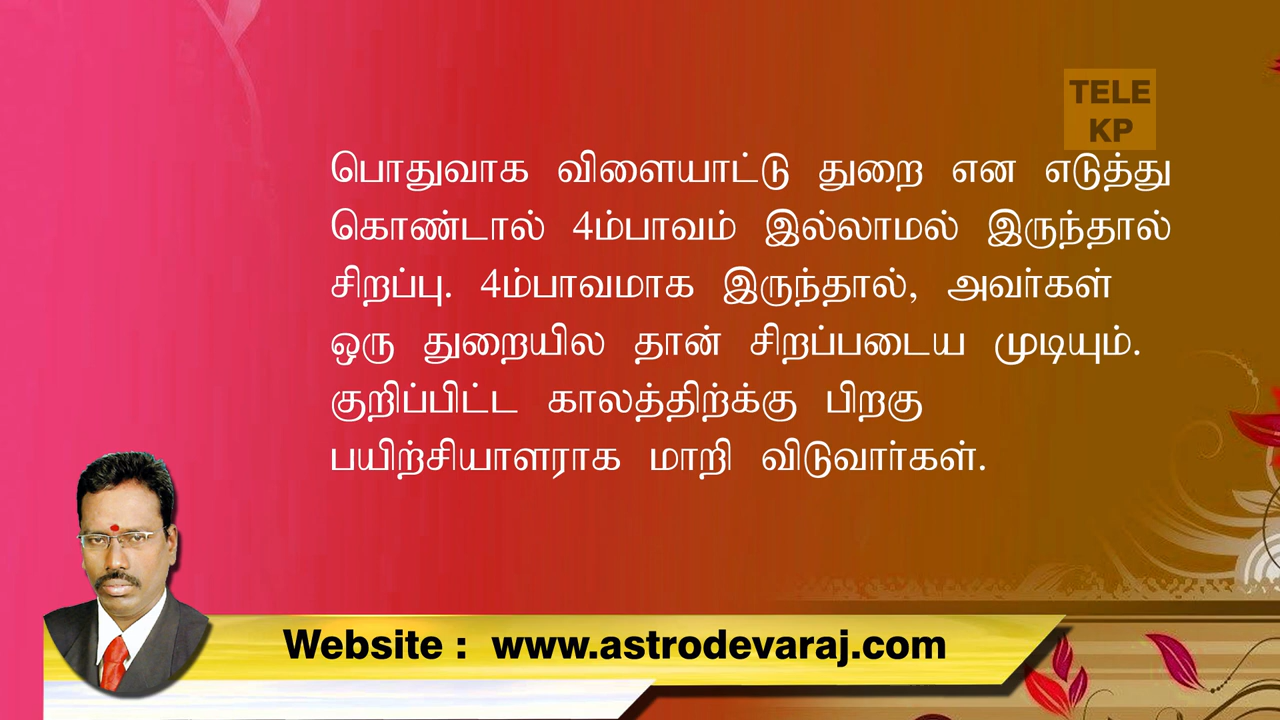 TELE
KP
பொதுவாக விளையாட்டு துறை என எடுத்து
கொண்டால் 4ம்பாவம் இல்லாமல் இருந்தால்
சிறப்பு. 4ம்பாவமாக இருந்தால், அவர்கள்
ஒரு துறையில தான் சிறப்படைய முடியும்.
குறிப்பிட்ட காலத்திற்க்கு பிறகு
பயிற்சியாளராக மாறி விடுவார்கள்.
Website : www.astrodevaraj.com